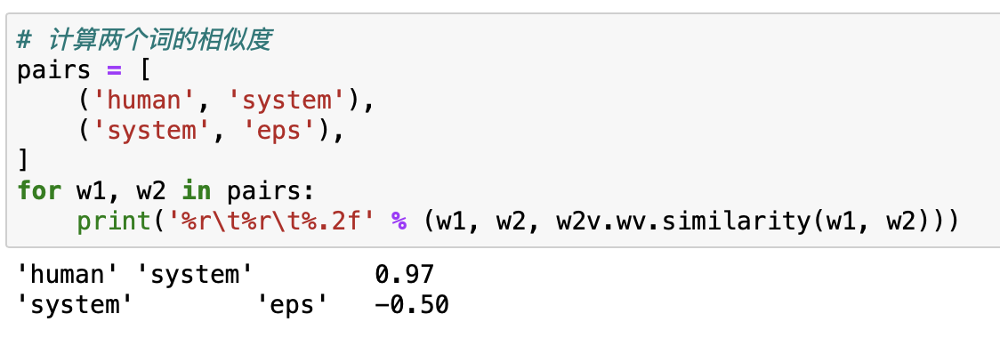 # 计算两个词的相似度
pairs = [
    ('human', 'system'),
    ('system', 'eps'),
]
for w1, w2 in pairs:
    print('%r\t%r\t%.2f' % (w1, w2, w2v.wv.similarity(w1, w2)))
'human'	'system'	0.97
'system'	'eps'	-0.50